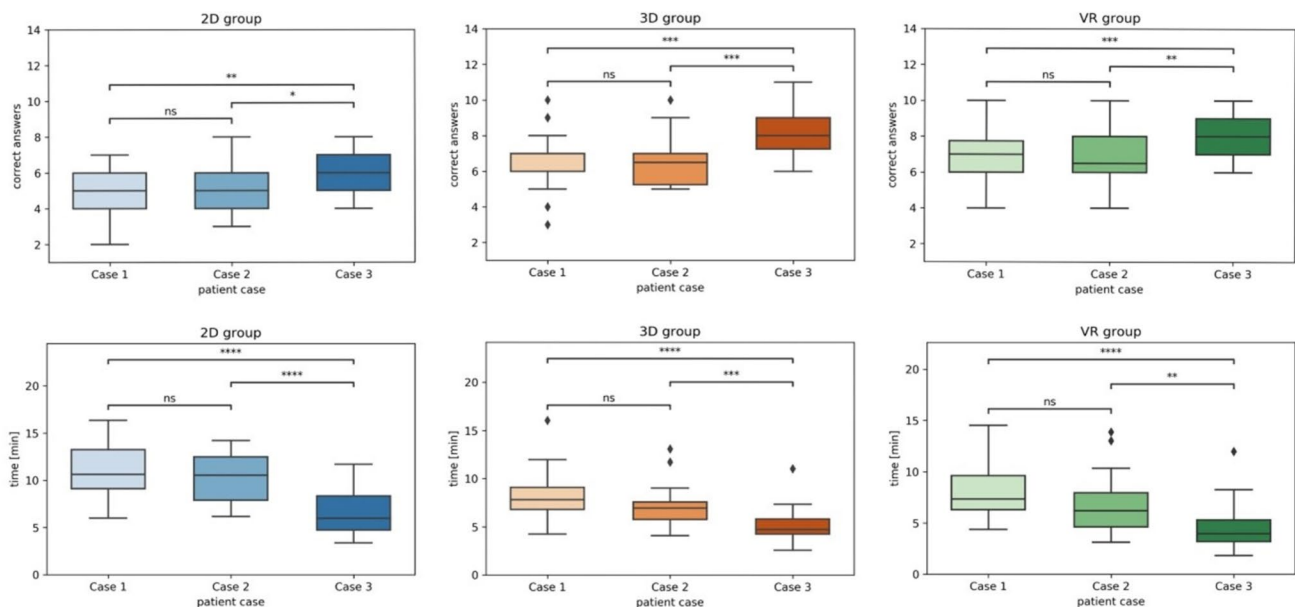 2D group
14
12
10
8
6
4
2
correct answers
**
*
ns
Case 1 Case 2 Case 3
patient case
3D group
14
12
10
8
6
4
2
correct answers
***
***
ns
Case 1 Case 2 Case 3
patient case
VR group
14
12
10
8
6
4
2
correct answers
***
**
ns
Case 1 Case 2 Case 3
patient case
2D group
20
15
10
5
0
time [min]
****
****
ns
Case 1 Case 2 Case 3
patient case
3D group
20
15
10
5
0
time [min]
****
***
ns
Case 1 Case 2 Case 3
patient case
VR group
20
15
10
5
0
time [min]
****
**
ns
Case 1 Case 2 Case 3
patient case